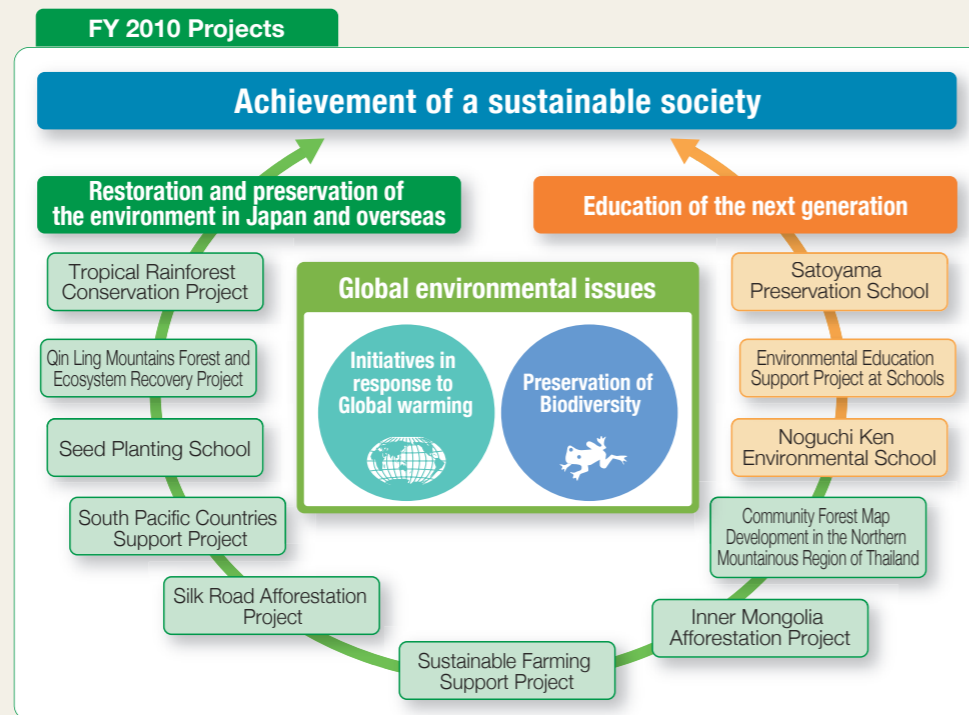 FY 2010 Projects
Achievement of a sustainable society
Restoration and preservation of
the environment in Japan and overseas
Education of the next generation
Tropical Rainforest
Conservation Project
Qin Ling Mountains Forest and
Ecosystem Recovery Project
Seed Planting School
South Pacific Countries
Support Project
Silk Road Afforestation
Project
Sustainable Farming
Support Project
Global environmental issues
Initiatives in
response to
Global warming
Preservation of
Biodiversity
Satoyama
Preservation School
Environmental Education
Support Project at Schools
Noguchi Ken
Environmental School
Community Forest Map
Development in the Northern
Mountainous Region of Thailand
Inner Mongolia
Afforestation Project